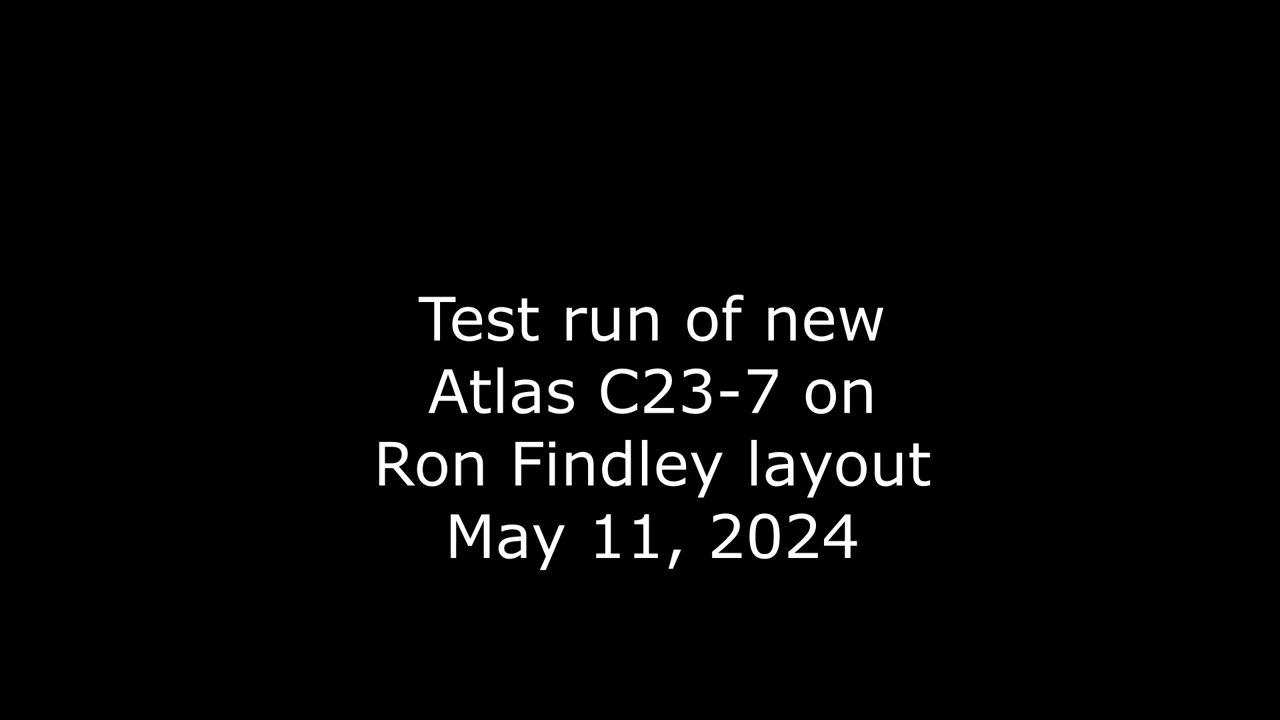 Test run of new
Atlas C23-7 on
Ron Findley layout
May 11, 2024